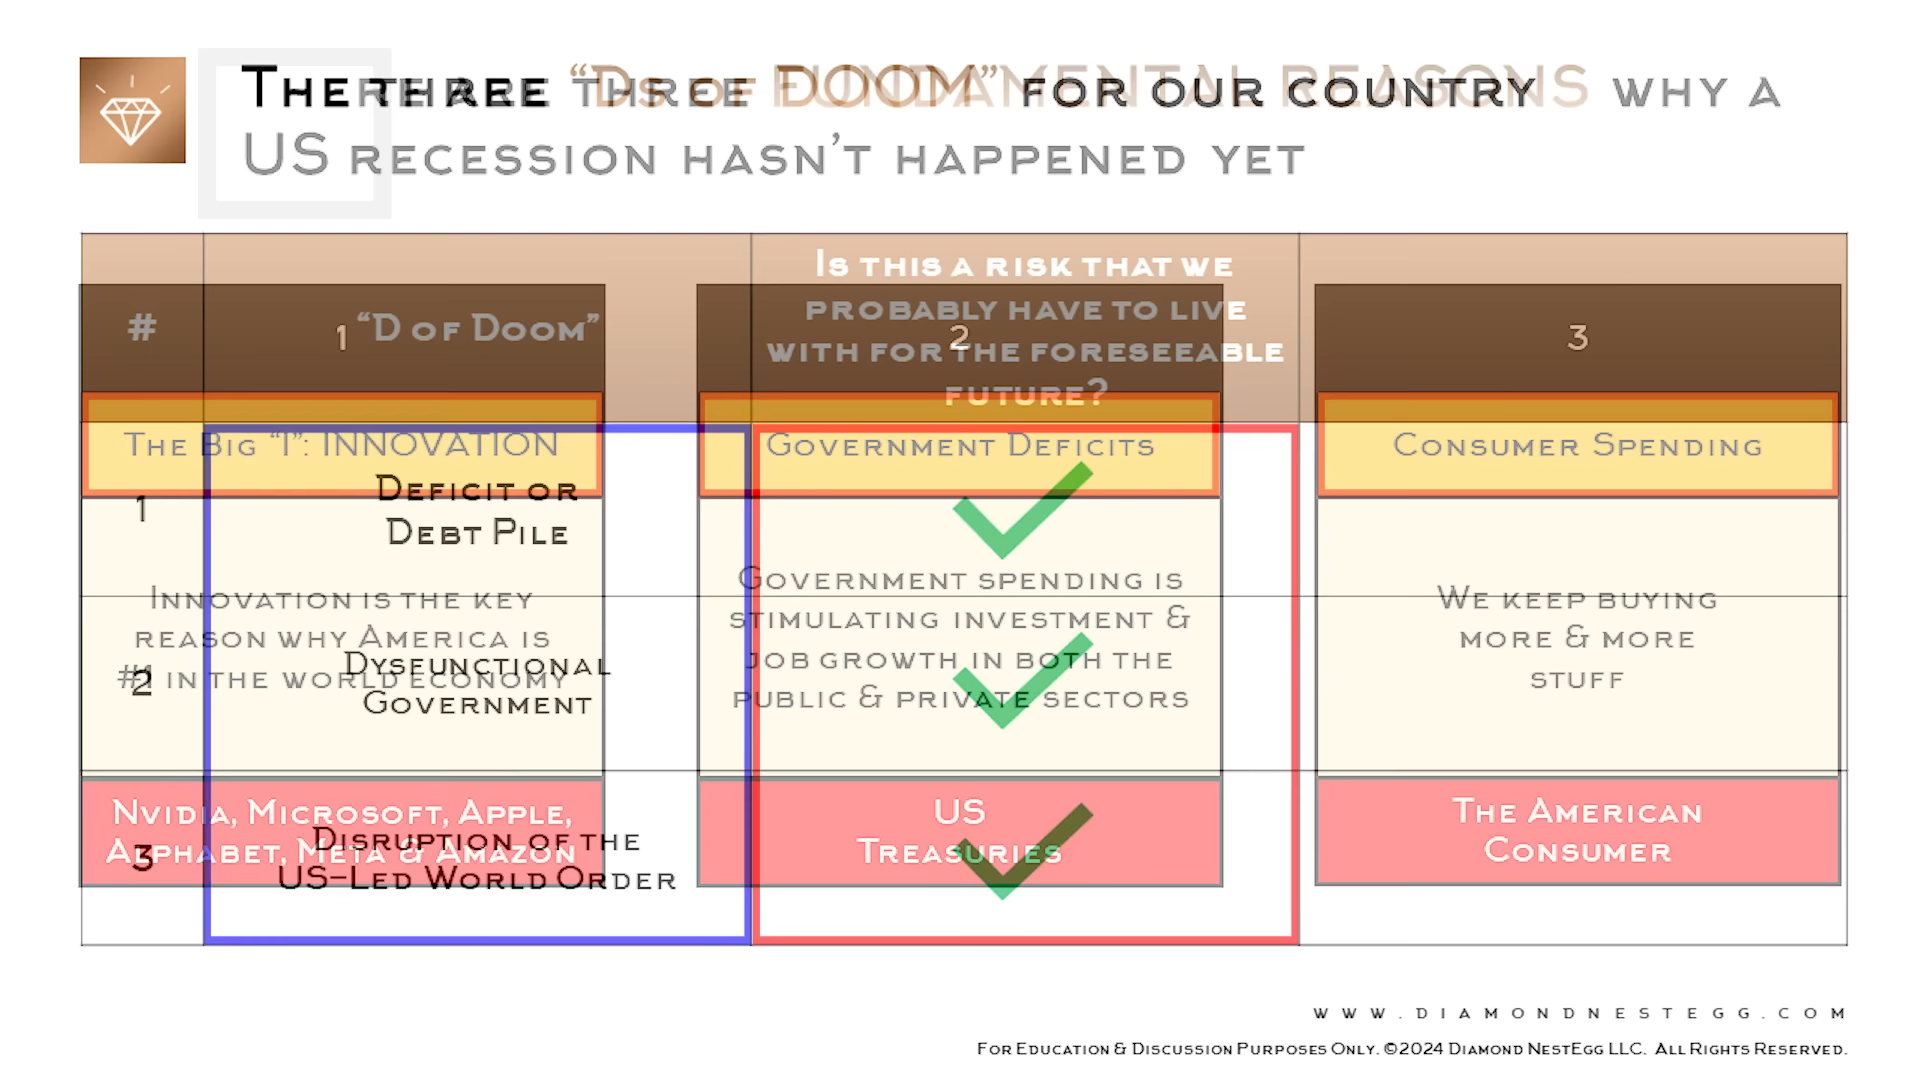 The three “Ds of DOOM” for our country
There are three FUNDAMENTAL REASONS why a
US recession hasn’t happened yet
#
“D of Doom”
Is this a risk that we
probably have to live
with for the foreseeable
future?
1
Deficit or
Debt Pile
2
Dysfunctional
Government
3
Disruption of the
US-Led World Order
1
The Big “I”: INNOVATION
Innovation is the key
reason why America is
#1 in the world economy
Nvidia, Microsoft, Apple,
Alphabet, Meta & Amazon
2
Government Deficits
Government spending is
stimulating investment &
job growth in both the
public & private sectors
US
Treasuries
3
Consumer Spending
We keep buying
more & more
stuff
The American
Consumer
www.diamondnestegg.com
For Education & Discussion Purposes Only. ©2024 Diamond NestEgg LLC. All Rights Reserved.